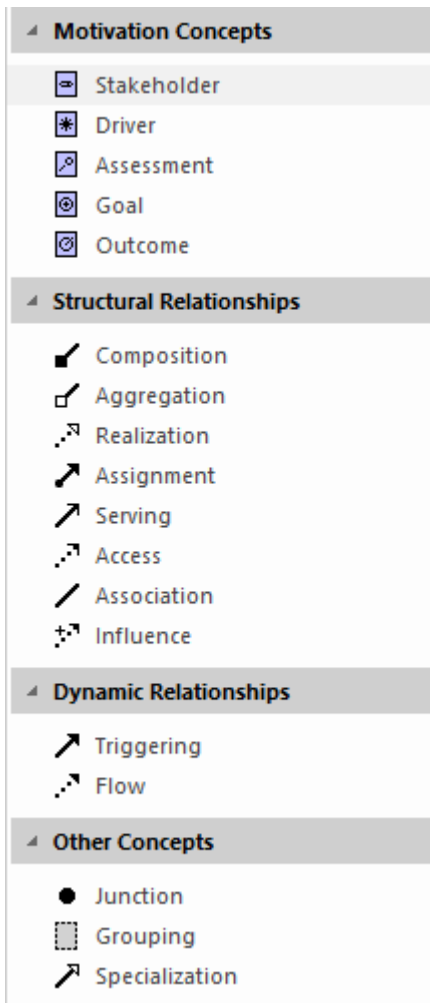 Motivation Concepts
Stakeholder
Driver
Assessment
Goal
Outcome
Structural Relationships
Composition
Aggregation
Realization
Assignment
Serving
Access
Association
Influence
Dynamic Relationships
Triggering
Flow
Other Concepts
Junction
Grouping
Specialization